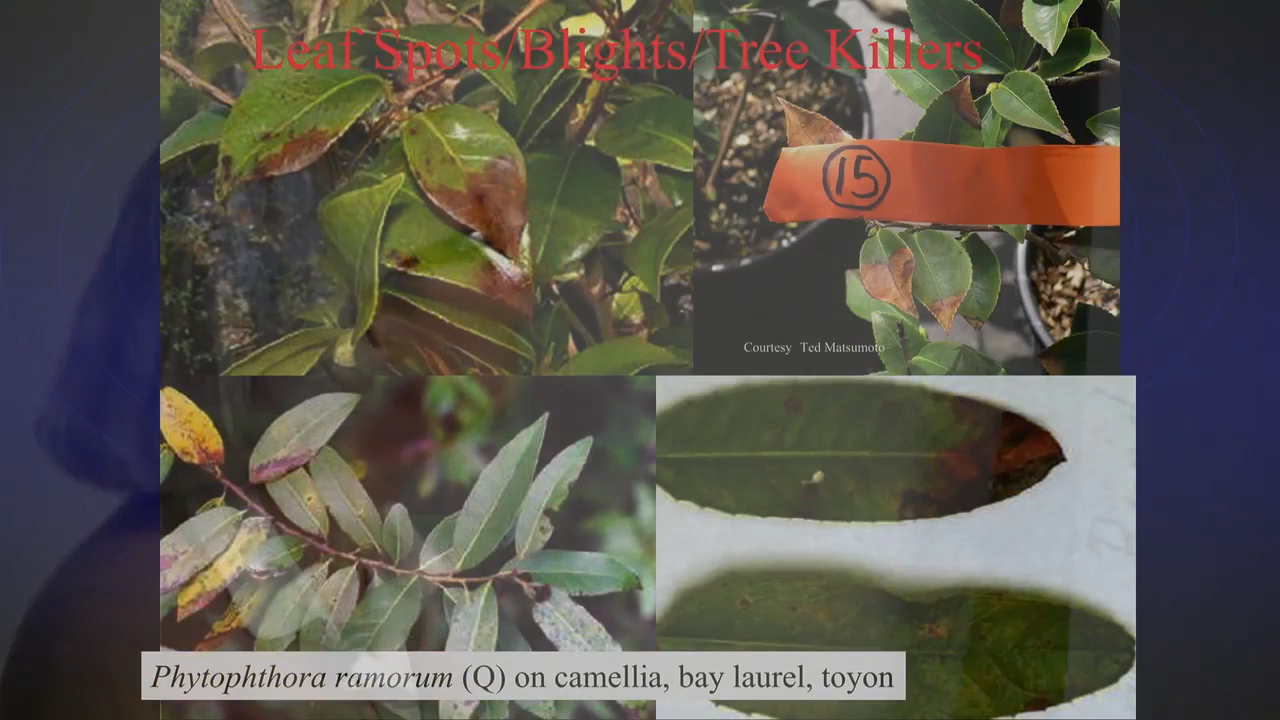 Leaf Spots/Blights/Tree Killers
15
Courtesy Ted Matsumoto
Phytophthora ramorum (Q) on camellia, bay laurel, toyon